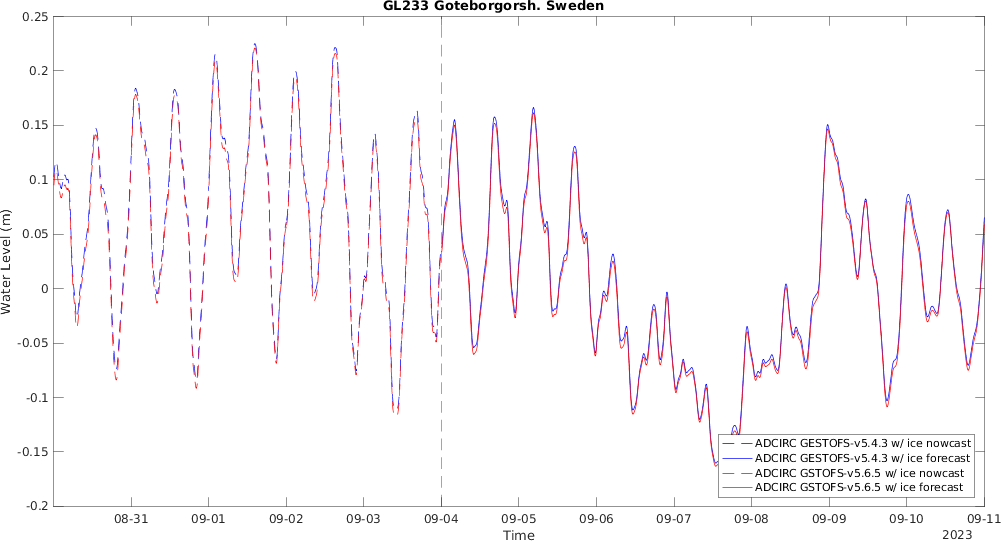 GL233 Goteborgorsh. Sweden
0.25
0.2
0.15
0.1
0.05
0
-0.05
-0.1
-0.15
-0.2
Water Level (m)
ADCIRC GESTOFS-v5.4.3 w/ ice nowcast
ADCIRC GESTOFS-v5.4.3 w/ ice forecast
ADCIRC GSTOFS-v5.6.5 w/ ice nowcast
ADCIRC GSTOFS-v5.6.5 w/ ice forecast
08-31 09-01 09-02 09-03 09-04 09-05 09-06 09-07 09-08 09-09 09-10 09-11
Time
2023